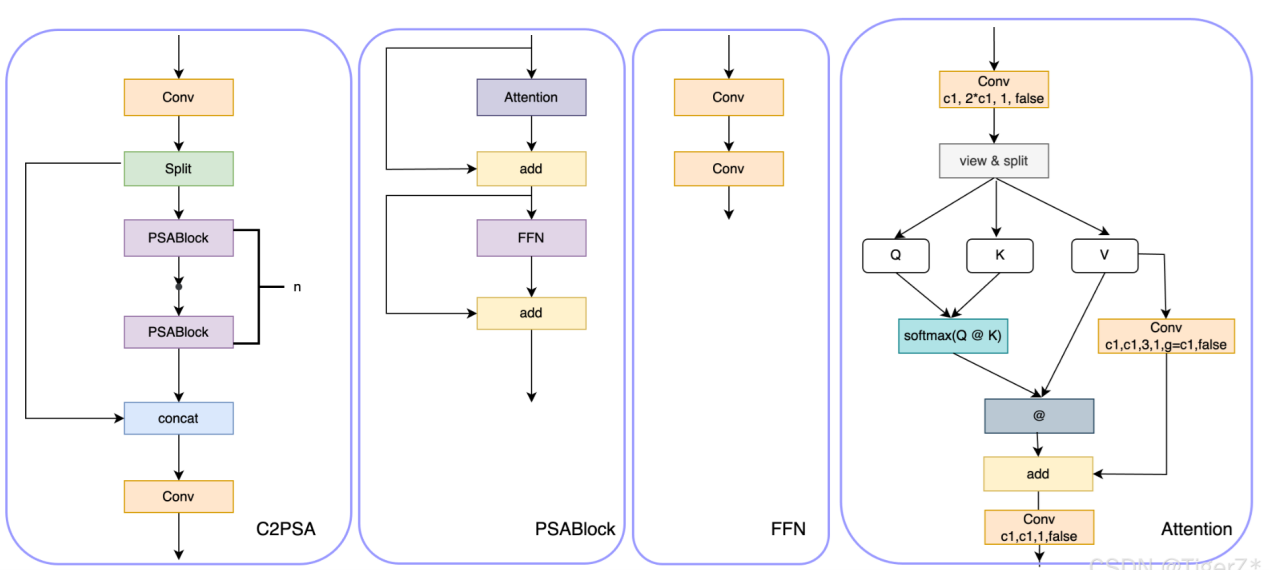 Conv
Split
PSABlock
PSABlock
n
concat
Conv
C2PSA
Attention
add
FFN
add
PSABlock
Conv
Conv
FFN
Conv
c1, 2*c1, 1, false
view & split
Q
K
V
softmax(Q @ K)
Conv
c1,c1,3,1,g=c1,false
@
add
Conv
c1,c1,1,false
Attention
CSDN @TigerZ*